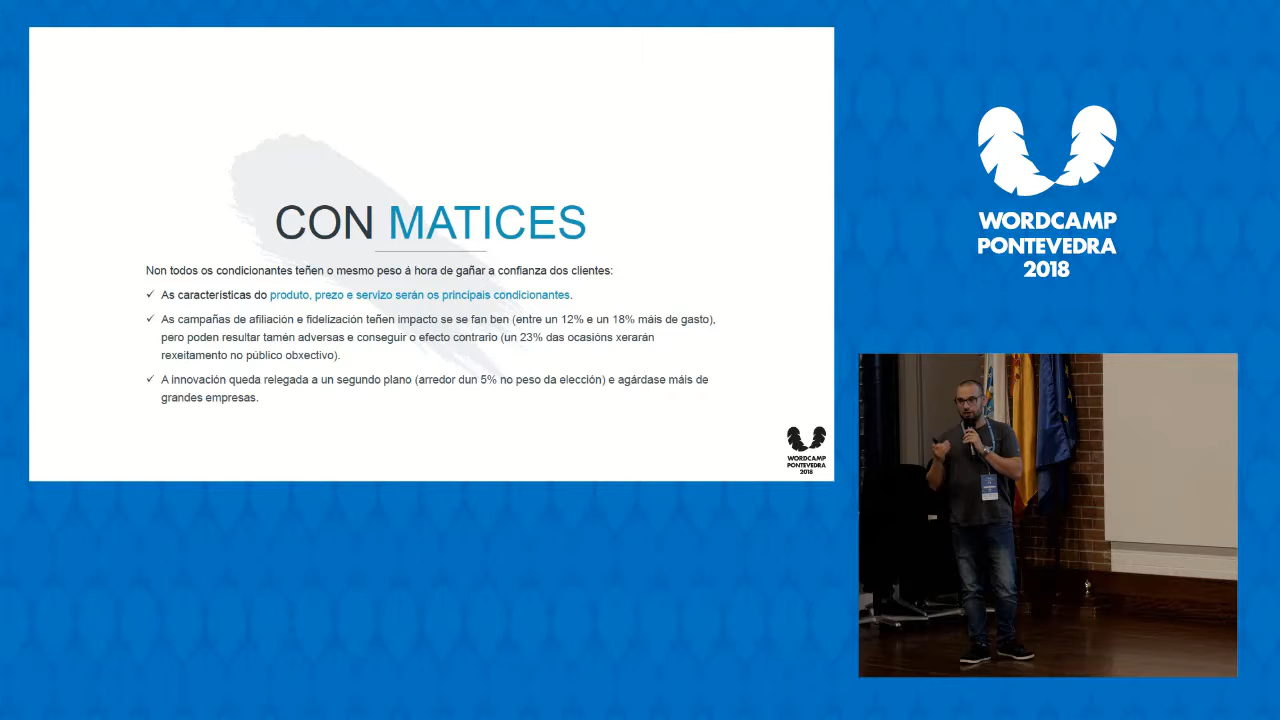 CON MATICES
Non todos os condicionantes teñen o mesmo peso á hora de gañar a confianza dos clientes:
✓ As características do produto, prezo e servizo serán os principais condicionantes.
✓ As campañas de afiliación e fidelización teñen impacto se se fan ben (entre un 12% e un 18% máis de gasto),
pero poden resultar tamén adversas e conseguir o efecto contrario (un 23% das ocasións xerarán
rexeitamento no público obxectivo).
✓ A innovación queda relegada a un segundo plano (arredor dun 5% no peso da elección) e agárdase máis de
grandes empresas.
WORDCAMP
PONTEVEDRA
2018
WORDCAMP
PONTEVEDRA
2018